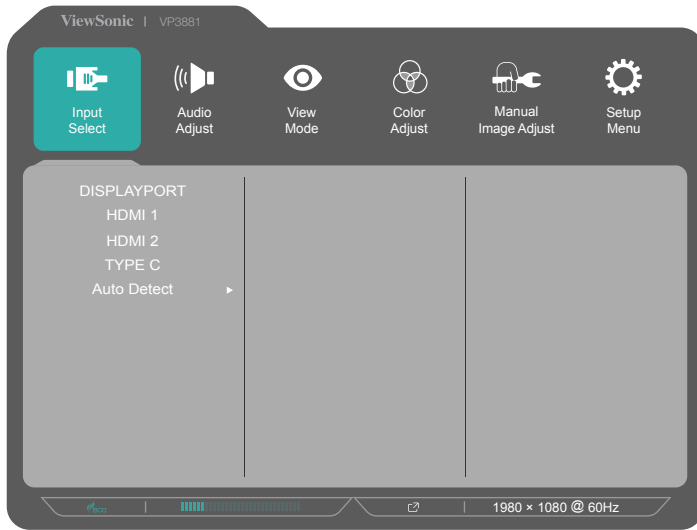 ViewSonic | VP3881
Input Select
Audio Adjust
View Mode
Color Adjust
Manual Image Adjust
Setup Menu
DISPLAYPORT
HDMI 1
HDMI 2
TYPE C
Auto Detect ▸
eco | 1980 × 1080 @ 60Hz